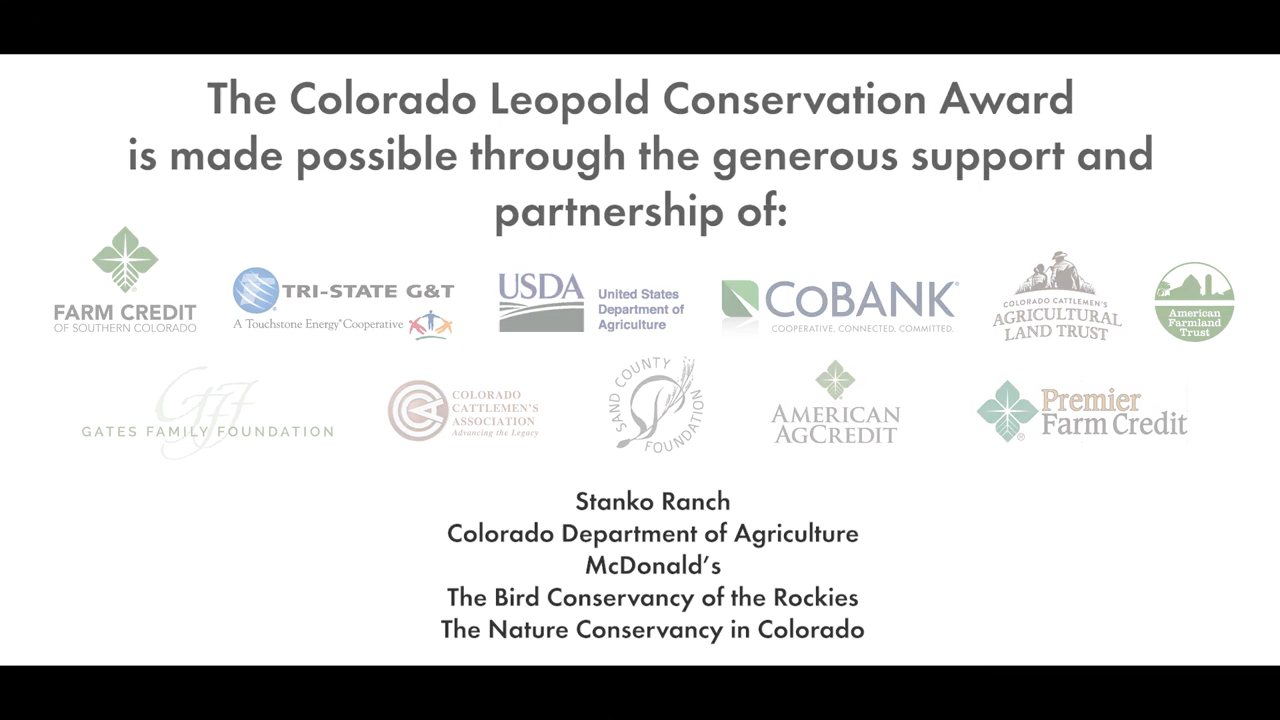 The Colorado Leopold Conservation Award
is made possible through the generous support and
partnership of:
FARM CREDIT
OF SOUTHERN COLORADO
TRI-STATE G&T
A Touchstone Energy® Cooperative
USDA
United States
Department of
Agriculture
COBANK®
COOPERATIVE. CONNECTED. COMMITTED.
COLORADO CATTLEMEN'S
AGRICULTURAL
LAND TRUST
American
Farmland
Trust
GFF
GATES FAMILY FOUNDATION
CCA
COLORADO
CATTLEMEN'S
ASSOCIATION
Advancing the Legacy
SAND COUNTY
FOUNDATION
AMERICAN
AGCREDIT
Premier
Farm Credit
Stanko Ranch
Colorado Department of Agriculture
McDonald's
The Bird Conservancy of the Rockies
The Nature Conservancy in Colorado